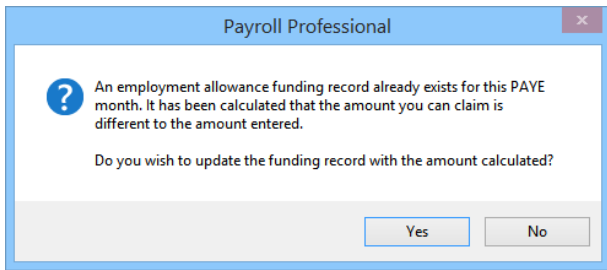 Payroll Professional
An employment allowance funding record already exists for this PAYE
month. It has been calculated that the amount you can claim is
different to the amount entered.
Do you wish to update the funding record with the amount calculated?
Yes
No